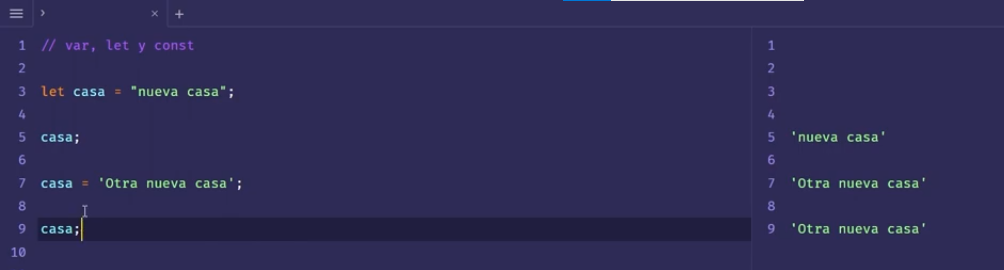 1 // var, let y const
2
3 let casa = "nueva casa";
4
5 casa;
6
7 casa = 'Otra nueva casa';
8
9 casa;
10
1
2
3
4
5 'nueva casa'
6
7 'Otra nueva casa'
8
9 'Otra nueva casa'